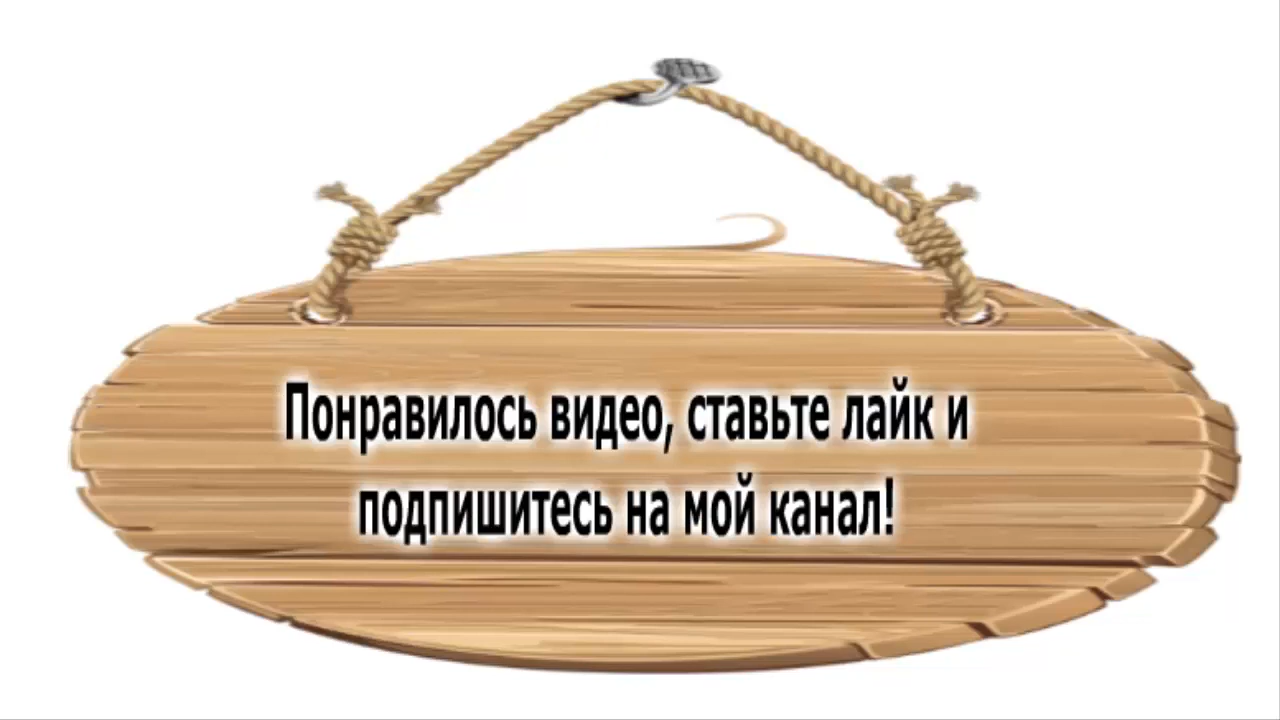 Понравилось видео, ставьте лайк и
подпишитесь на мой канал!